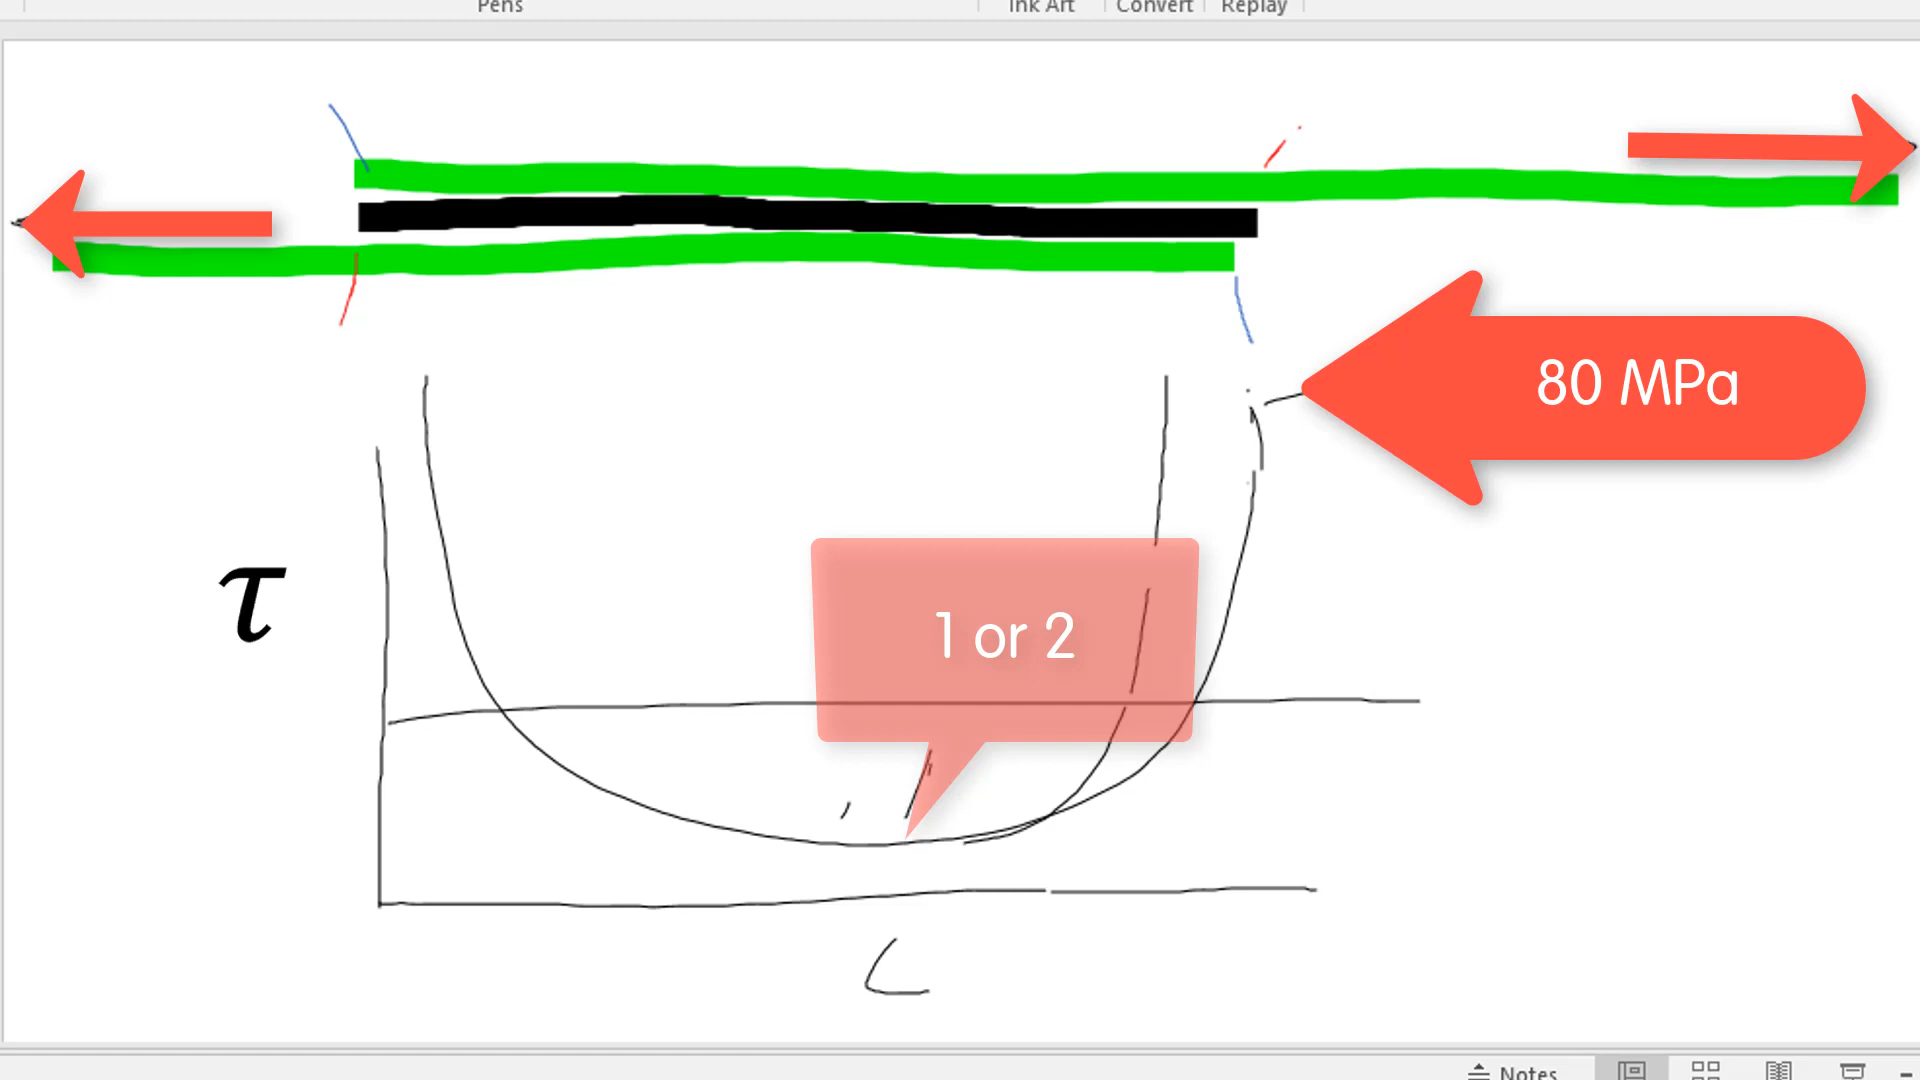 Pens
Ink Art
Convert
Replay
80 MPa
τ
1 or 2
L
Notes